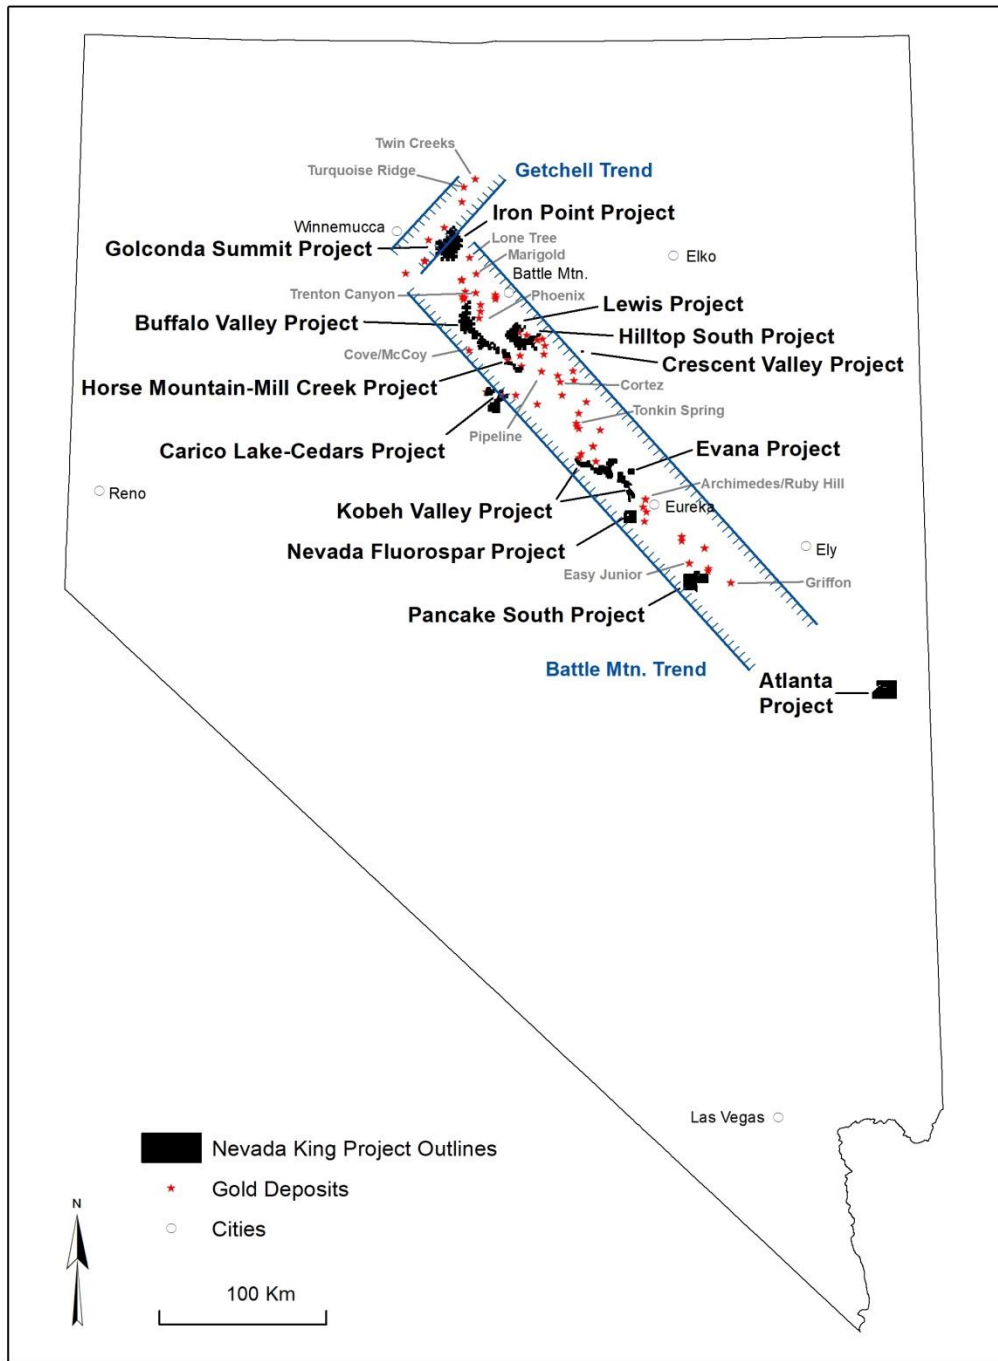 Twin Creeks
Turquoise Ridge
Getchell Trend
Winnemucca
Iron Point Project
Golconda Summit Project
Lone Tree
Marigold
Elko
Battle Mtn.
Trenton Canyon
Phoenix
Lewis Project
Buffalo Valley Project
Hilltop South Project
Cove/McCoy
Crescent Valley Project
Horse Mountain-Mill Creek Project
Cortez
Tonkin Spring
Pipeline
Carico Lake-Cedars Project
Evana Project
Archimedes/Ruby Hill
Reno
Kobeh Valley Project
Eureka
Nevada Fluorospar Project
Ely
Easy Junior
Griffon
Pancake South Project
Battle Mtn. Trend
Atlanta
Project
Las Vegas
Nevada King Project Outlines
Gold Deposits
Cities
N
100 Km